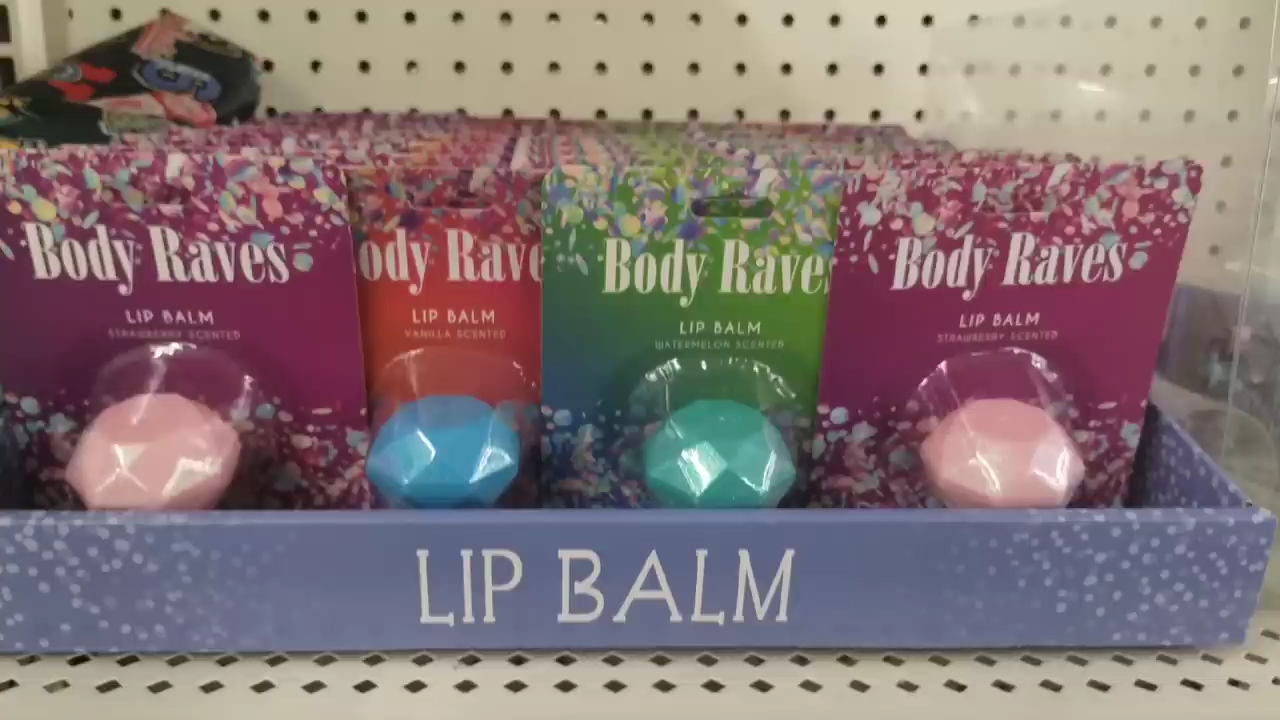 Body Raves
LIP BALM
STRAWBERRY SCENTED
ody Rave
LIP BALM
VANILLA SCENTED
Body Raves
LIP BALM
WATERMELON SCENTED
Body Raves
LIP BALM
STRAWBERRY SCENTED
LIP BALM